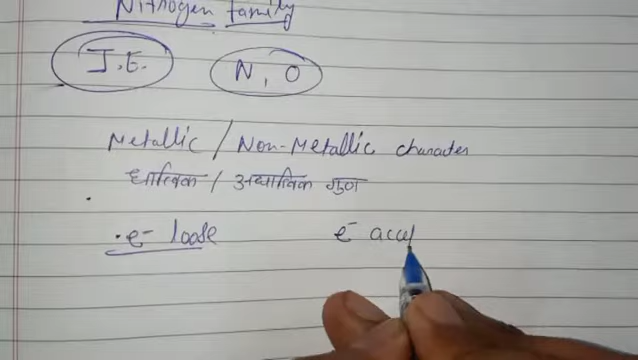 Nitrogen family
I.E. N, O
Metallic / Non-Metallic character
धात्विक / अधात्विक गुण
• e- loose e- accep